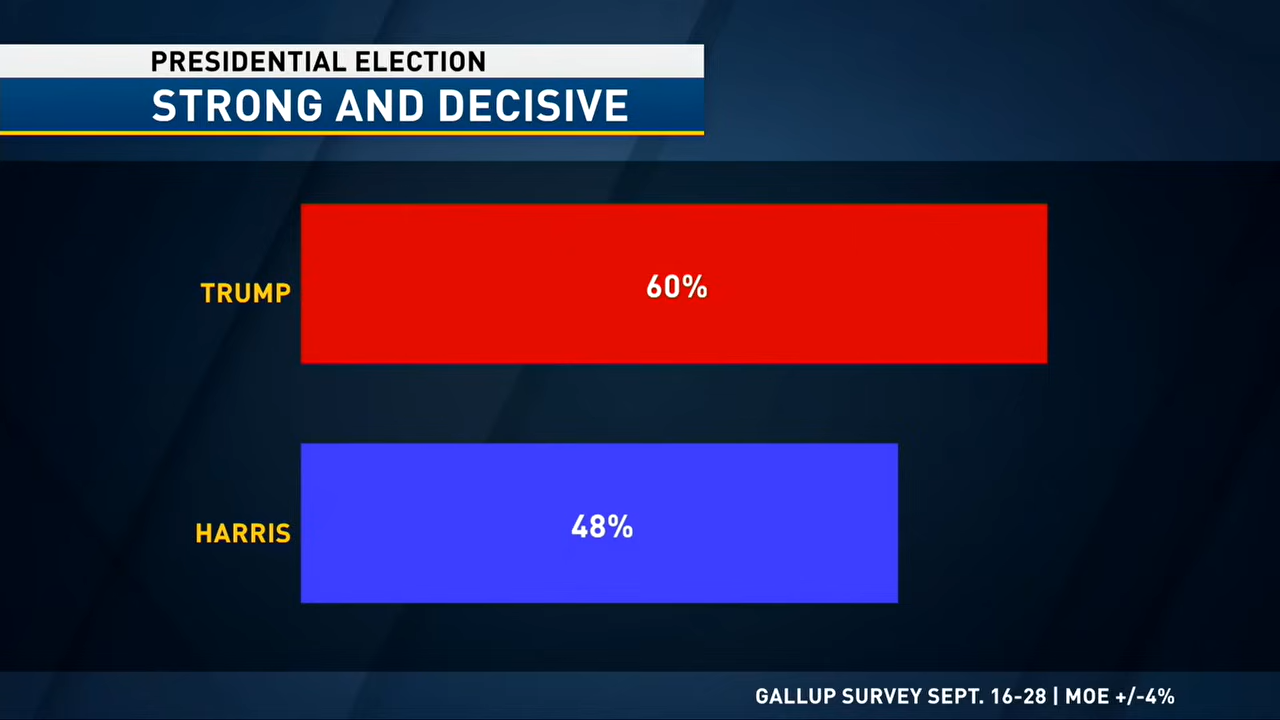 PRESIDENTIAL ELECTION
STRONG AND DECISIVE
TRUMP
60%
HARRIS
48%
GALLUP SURVEY SEPT. 16-28 | MOE +/-4%